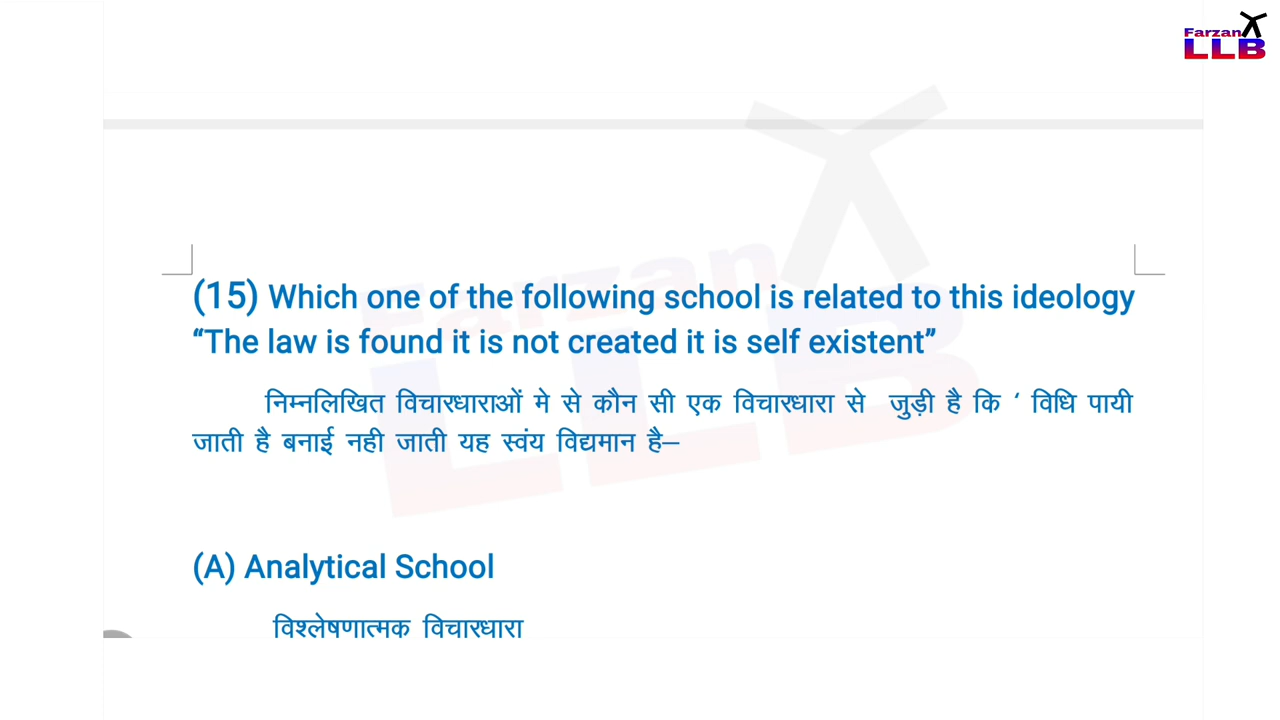 Farzan
LLB
(15) Which one of the following school is related to this ideology
“The law is found it is not created it is self existent”
निम्नलिखित विचारधाराओं मे से कौन सी एक विचारधारा से जुड़ी है कि ‘ विधि पायी
जाती है बनाई नही जाती यह स्वंय विद्यमान है–
(A) Analytical School
विश्लेषणात्मक विचारधारा